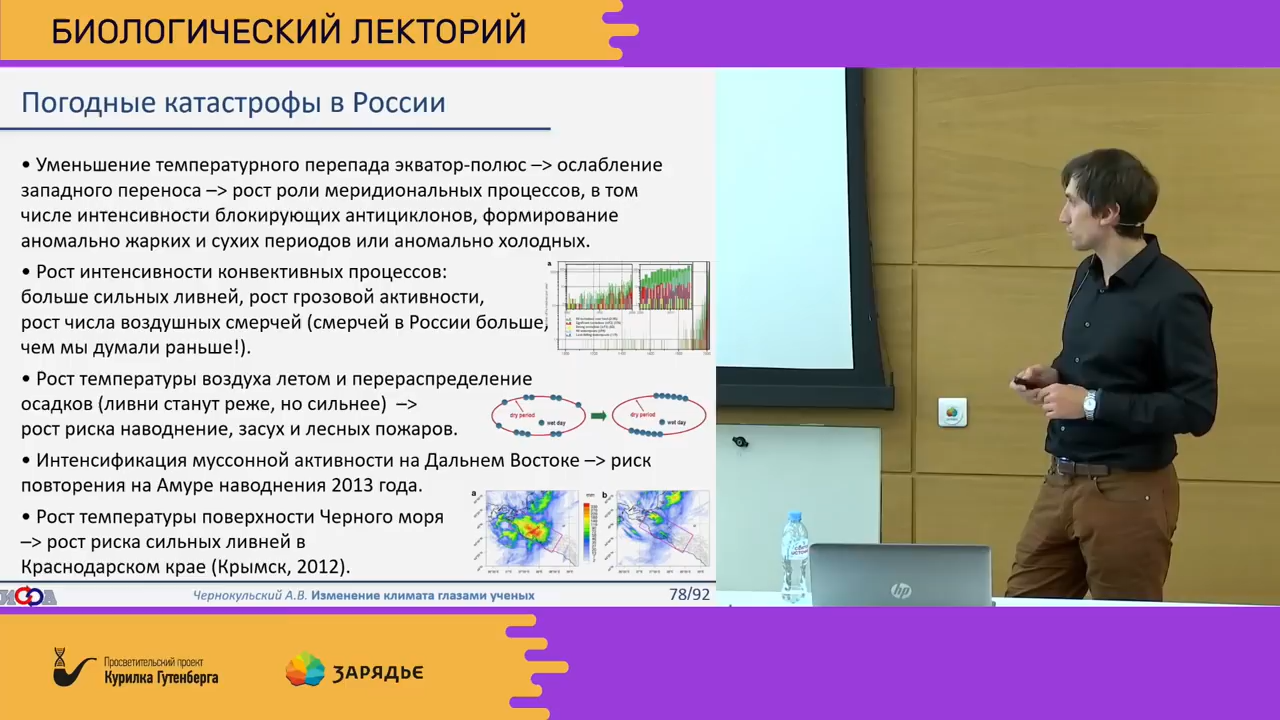 БИОЛОГИЧЕСКИЙ ЛЕКТОРИЙ
Погодные катастрофы в России
• Уменьшение температурного перепада экватор-полюс –> ослабление
западного переноса –> рост роли меридиональных процессов, в том
числе интенсивности блокирующих антициклонов, формирование
аномально жарких и сухих периодов или аномально холодных.
• Рост интенсивности конвективных процессов:
больше сильных ливней, рост грозовой активности,
рост числа воздушных смерчей (смерчей в России больше,
чем мы думали раньше!).
a
• Рост температуры воздуха летом и перераспределение
осадков (ливни станут реже, но сильнее) –>
рост риска наводнение, засух и лесных пожаров.
dry period
wet day
dry period
wet day
• Интенсификация муссонной активности на Дальнем Востоке –> риск
повторения на Амуре наводнения 2013 года.
• Рост температуры поверхности Черного моря
–> рост риска сильных ливней в
Краснодарском крае (Крымск, 2012).
a
mm
b
ИФА
Чернокульский А.В. Изменение климата глазами ученых
78/92
hp
Просветительский проект
Курилка Гутенберга
ЗАРЯДЬЕ